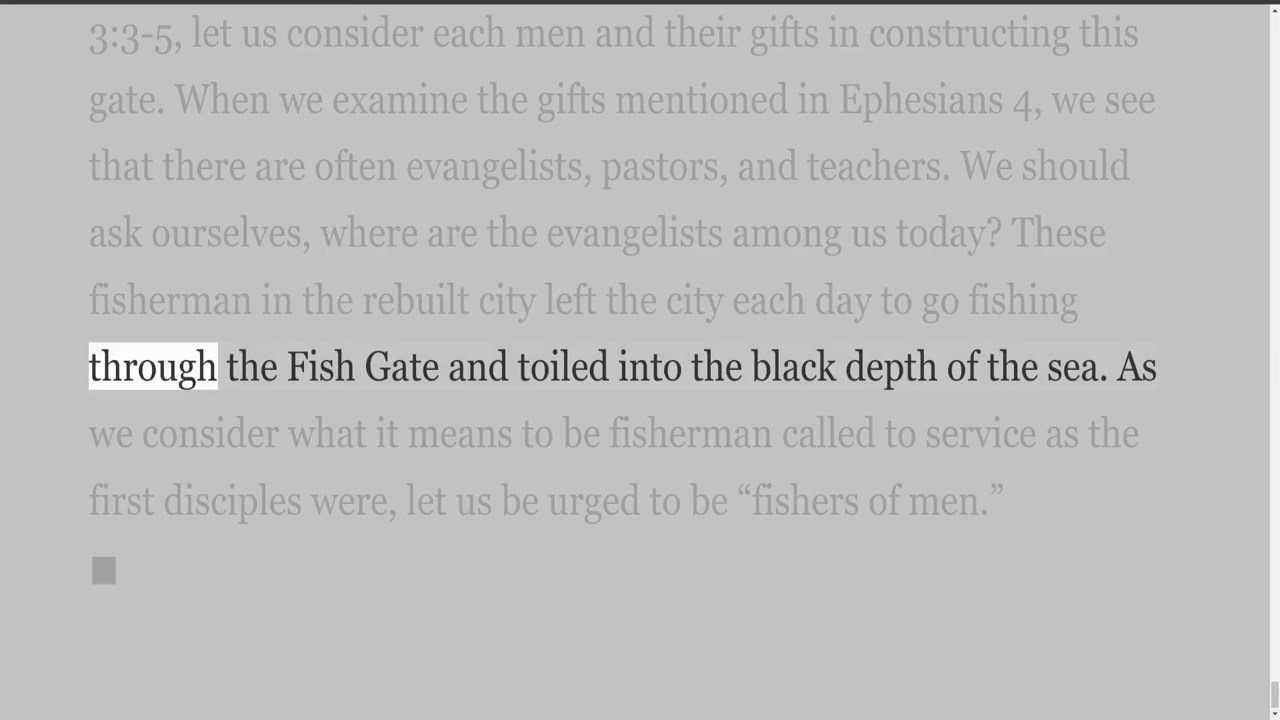 3:3-5, let us consider each men and their gifts in constructing this
gate. When we examine the gifts mentioned in Ephesians 4, we see
that there are often evangelists, pastors, and teachers. We should
ask ourselves, where are the evangelists among us today? These
fisherman in the rebuilt city left the city each day to go fishing
through the Fish Gate and toiled into the black depth of the sea. As
we consider what it means to be fisherman called to service as the
first disciples were, let us be urged to be “fishers of men.”